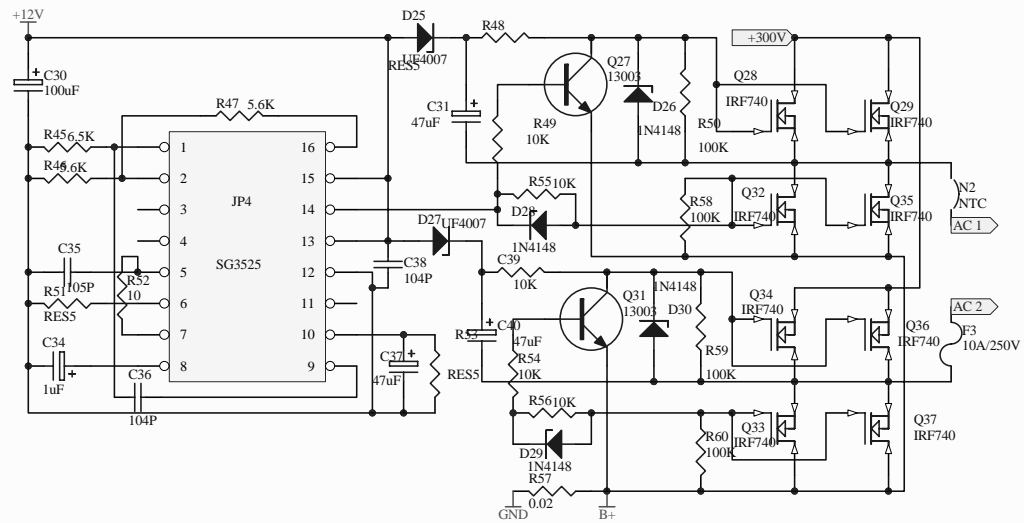 +12V
D25
UF4007
RES5
R48
Q27
13003
+300V
C30
100uF
R47 5.6K
C31
47uF
R49
10K
D26
1N4148
R50
100K
Q28
IRF740
Q29
IRF740
R45 6.5K
R46 5.6K
1
2
3
4
5
6
7
8
16
15
14
13
12
11
10
9
JP4
SG3525
R55 10K
D28
1N4148
R58
100K
Q32
IRF740
Q35
IRF740
N2
NTC
AC 1
D27
UF4007
C35
105P
R52
10
R51
RES5
C38
104P
C39
10K
Q31
13003
1N4148
D30
Q34
IRF740
Q36
IRF740
AC 2
F3
10A/250V
R53
C40
47uF
R54
10K
R59
100K
C34
1uF
C36
104P
C37
47uF
RES5
R56 10K
D29
1N4148
R60
100K
Q33
IRF740
Q37
IRF740
R57
0.02
GND
B+